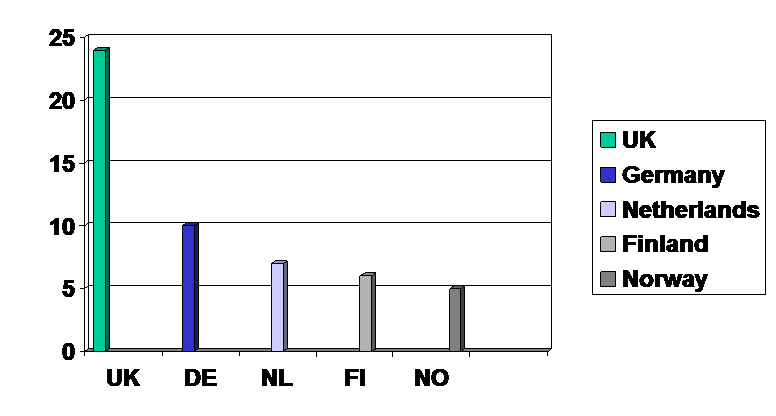 25
20
15
10
5
0
UK DE NL FI NO
UK
Germany
Netherlands
Finland
Norway